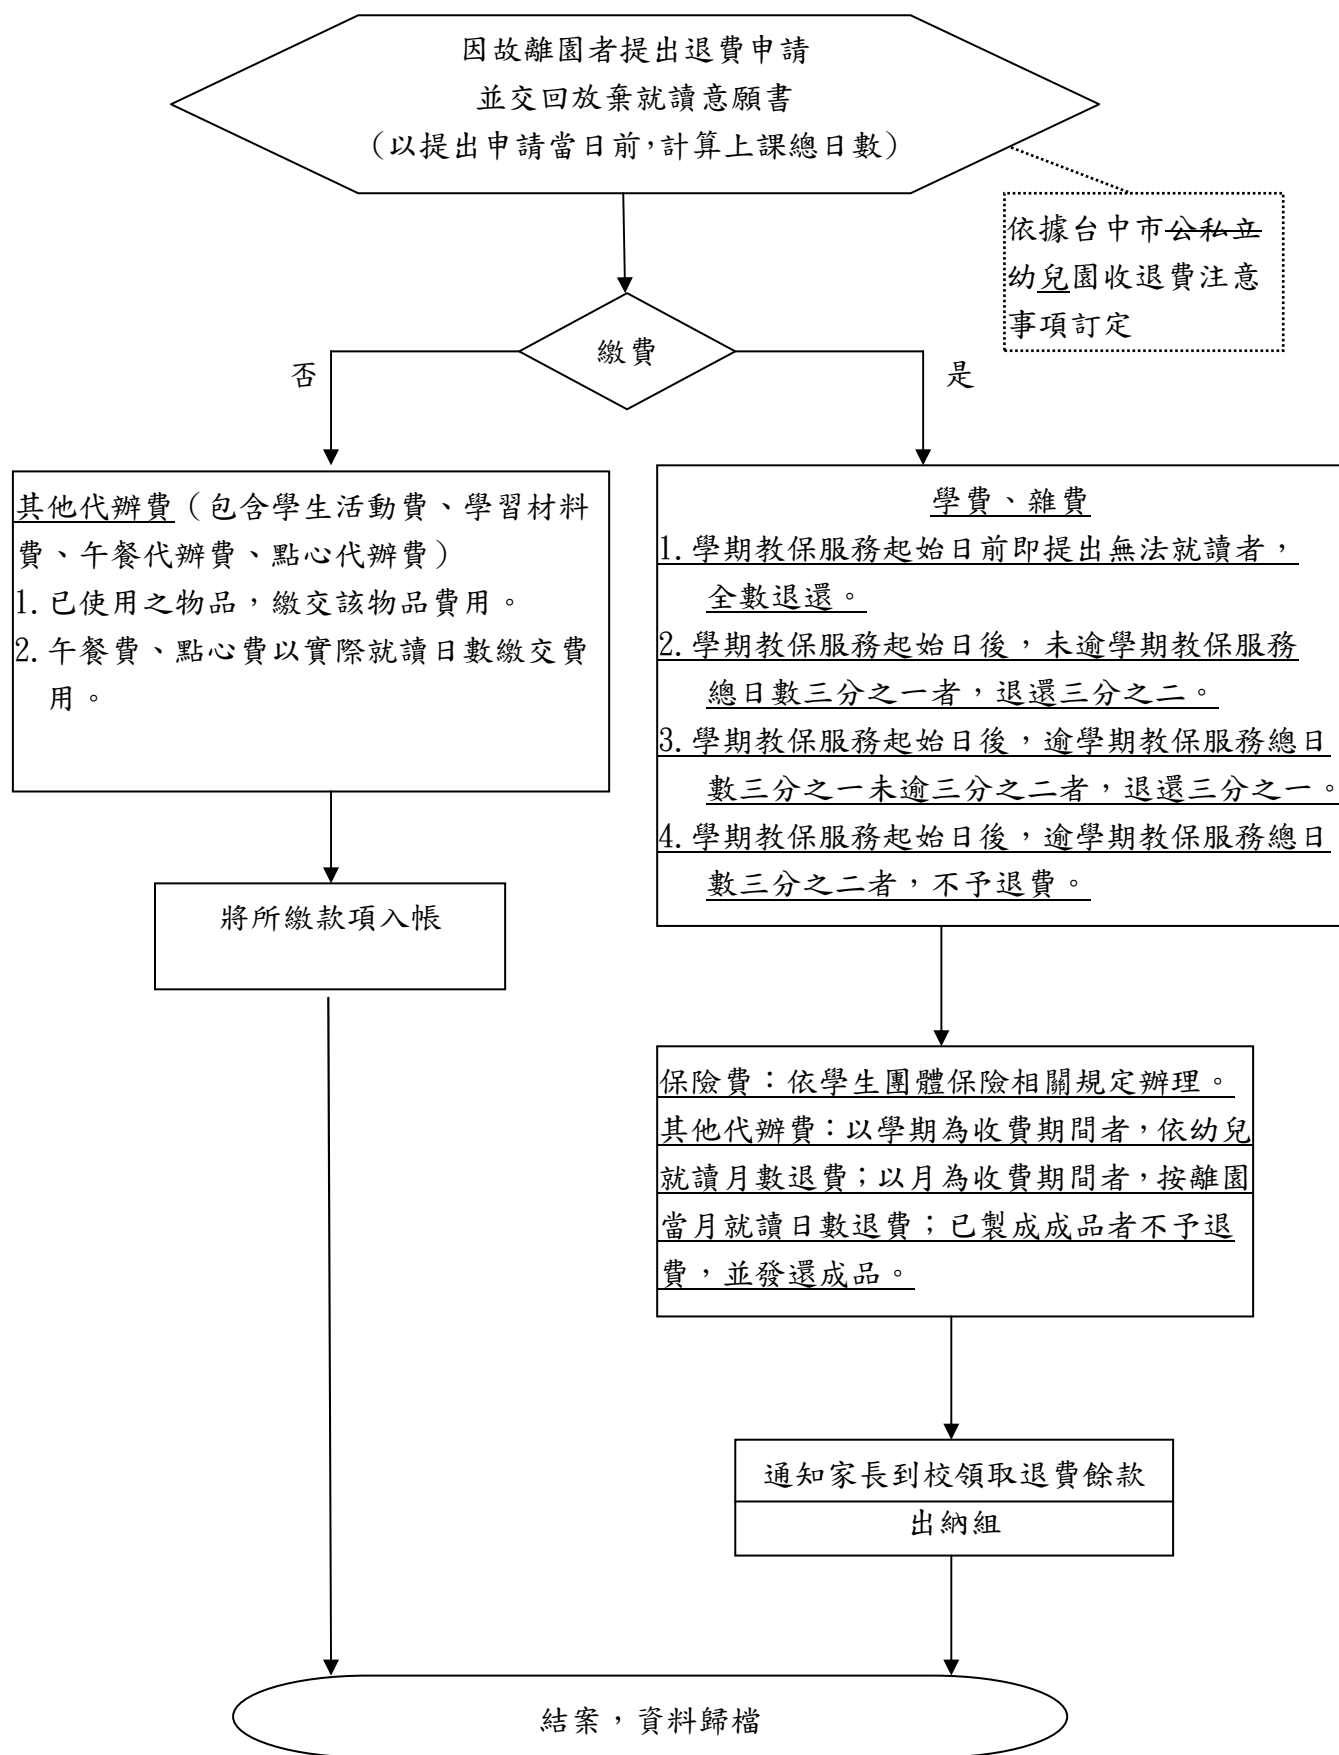 因故離園者提出退費申請
並交回放棄就讀意願書
(以提出申請當日前,計算上課總日數)
依據台中市公私立
幼兒園收退費注意
事項訂定
繳費
否
是
其他代辦費(包含學生活動費、學習材料
費、午餐代辦費、點心代辦費)
1.已使用之物品,繳交該物品費用。
2.午餐費、點心費以實際就讀日數繳交費
用。
學費、雜費
1.學期教保服務起始日前即提出無法就讀者,
全數退還。
2.學期教保服務起始日後,未逾學期教保服務
總日數三分之一者,退還三分之二。
3.學期教保服務起始日後,逾學期教保服務總日
數三分之一未逾三分之二者,退還三分之一。
4.學期教保服務起始日後,逾學期教保服務總日
數三分之二者,不予退費。
將所繳款項入帳
保險費:依學生團體保險相關規定辦理。
其他代辦費:以學期為收費期間者,依幼兒
就讀月數退費;以月為收費期間者,按離園
當月就讀日數退費;已製成成品者不予退
費,並發還成品。
通知家長到校領取退費餘款
出納組
結案,資料歸檔